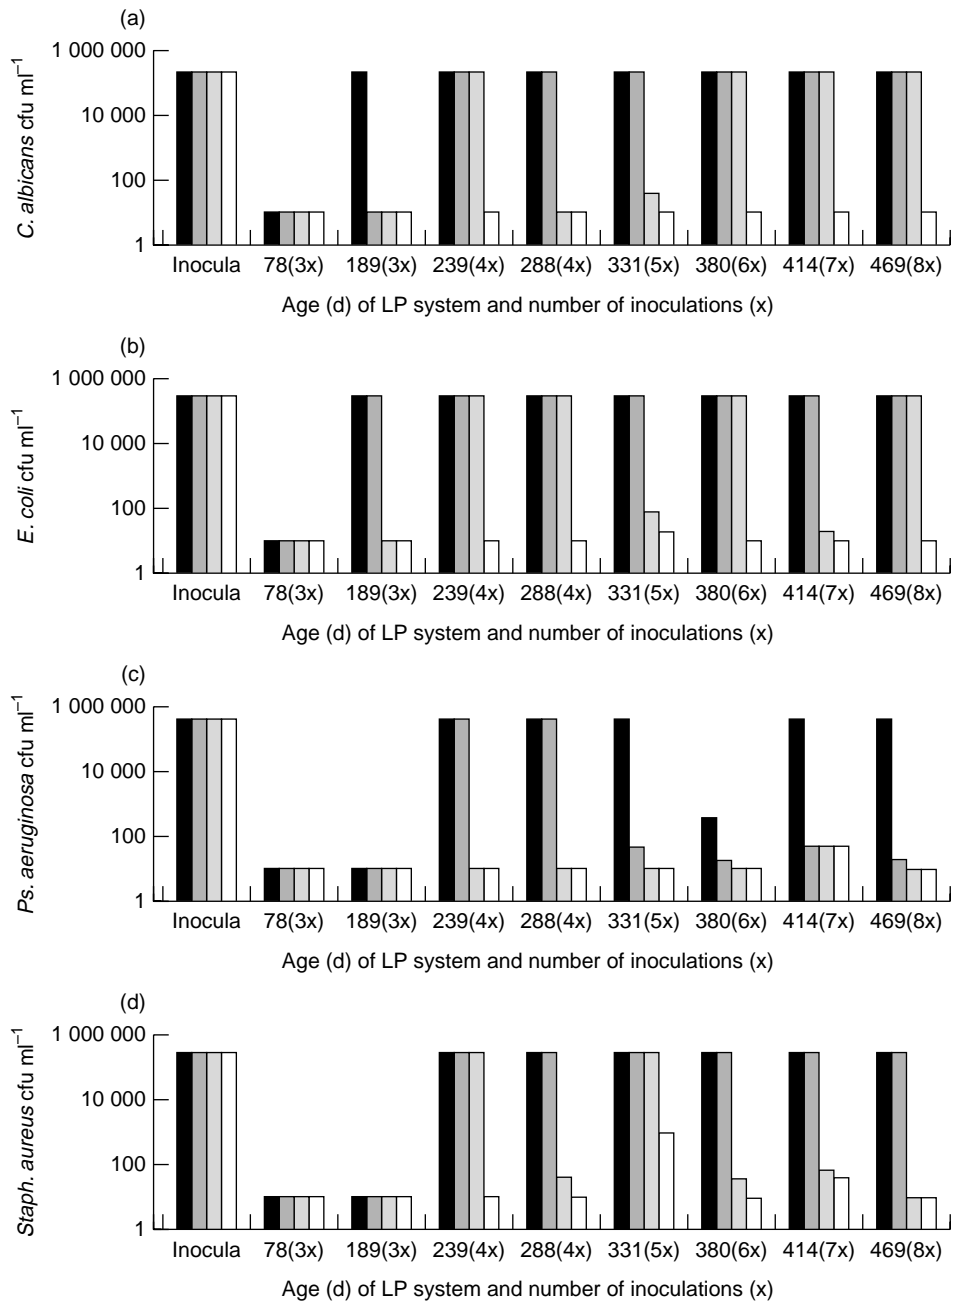 (a)
C. albicans cfu ml⁻¹
1 000 000
10 000
100
1
Inocula 78(3x) 189(3x) 239(4x) 288(4x) 331(5x) 380(6x) 414(7x) 469(8x)
Age (d) of LP system and number of inoculations (x)
(b)
E. coli cfu ml⁻¹
1 000 000
10 000
100
1
Inocula 78(3x) 189(3x) 239(4x) 288(4x) 331(5x) 380(6x) 414(7x) 469(8x)
Age (d) of LP system and number of inoculations (x)
(c)
Ps. aeruginosa cfu ml⁻¹
1 000 000
10 000
100
1
Inocula 78(3x) 189(3x) 239(4x) 288(4x) 331(5x) 380(6x) 414(7x) 469(8x)
Age (d) of LP system and number of inoculations (x)
(d)
Staph. aureus cfu ml⁻¹
1 000 000
10 000
100
1
Inocula 78(3x) 189(3x) 239(4x) 288(4x) 331(5x) 380(6x) 414(7x) 469(8x)
Age (d) of LP system and number of inoculations (x)